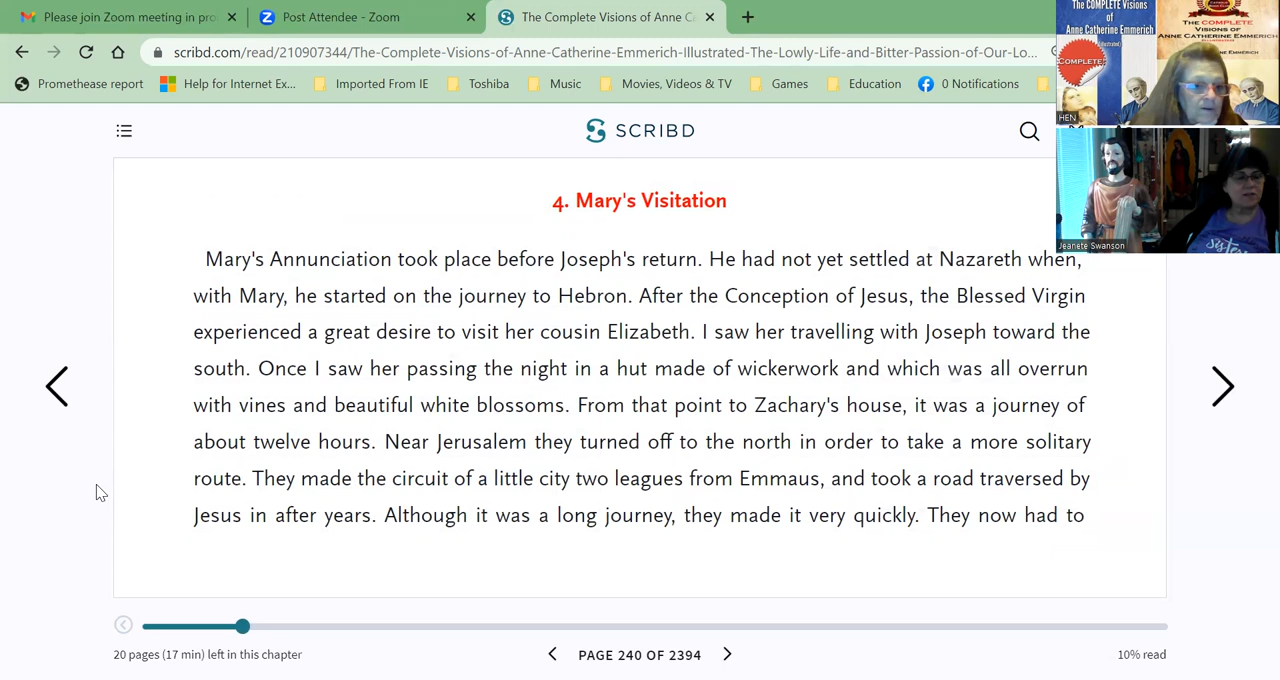 Please join Zoom meeting in pro
Post Attendee - Zoom
The Complete Visions of Anne C
scribd.com/read/210907344/The-Complete-Visions-of-Anne-Catherine-Emmerich-Illustrated-The-Lowly-Life-and-Bitter-Passion-of-Our-Lo...
Promethease report
Help for Internet Ex...
Imported From IE
Toshiba
Music
Movies, Videos & TV
Games
Education
0 Notifications
The COMPLETE Visions
of
Anne Catherine Emmerich
COMPLETE!
The COMPLETE
VISIONS OF
ANNE CATHERINE EMMERICH
HEN
Jeanete Swanson
SCRIBD
4. Mary's Visitation
Mary's Annunciation took place before Joseph's return. He had not yet settled at Nazareth when,
with Mary, he started on the journey to Hebron. After the Conception of Jesus, the Blessed Virgin
experienced a great desire to visit her cousin Elizabeth. I saw her travelling with Joseph toward the
south. Once I saw her passing the night in a hut made of wickerwork and which was all overrun
with vines and beautiful white blossoms. From that point to Zachary's house, it was a journey of
about twelve hours. Near Jerusalem they turned off to the north in order to take a more solitary
route. They made the circuit of a little city two leagues from Emmaus, and took a road traversed by
Jesus in after years. Although it was a long journey, they made it very quickly. They now had to
20 pages (17 min) left in this chapter
PAGE 240 OF 2394
10% read